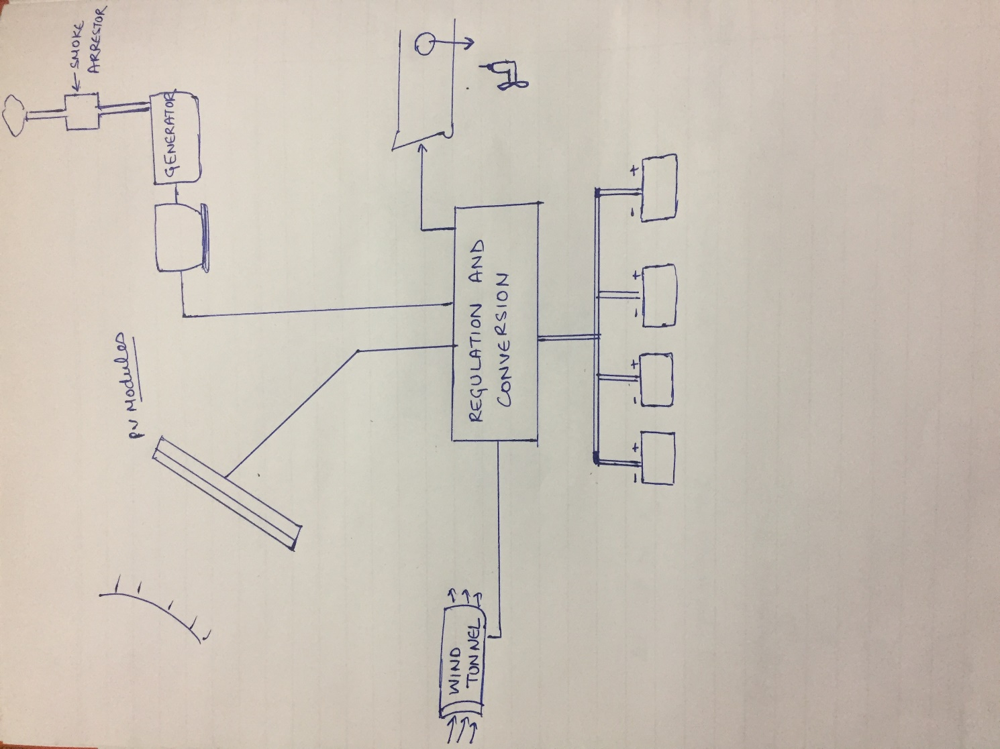 ← SMOKE
ARRESTOR
GENERATOR
PV Modules
REGULATION AND
CONVERSION
WIND
TUNNEL
+
-
+
-
+
-
+
-